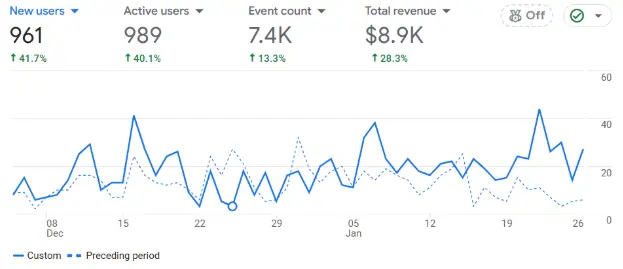 New users Active users Event count Total revenue Off
961 989 7.4K $8.9K
41.7% 40.1% 13.3% 28.3%
60
40
20
0
08 15 22 29 05 12 19 26
Dec Jan
Custom Preceding period